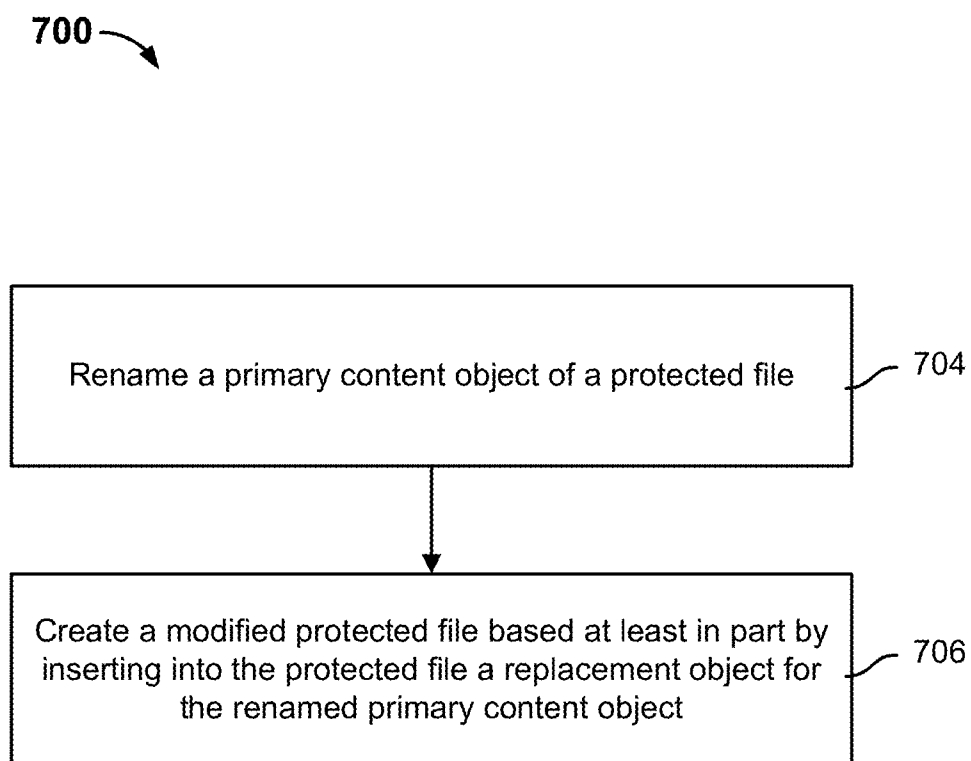 700
Rename a primary content object of a protected file
704
Create a modified protected file based at least in part by
inserting into the protected file a replacement object for
the renamed primary content object
706